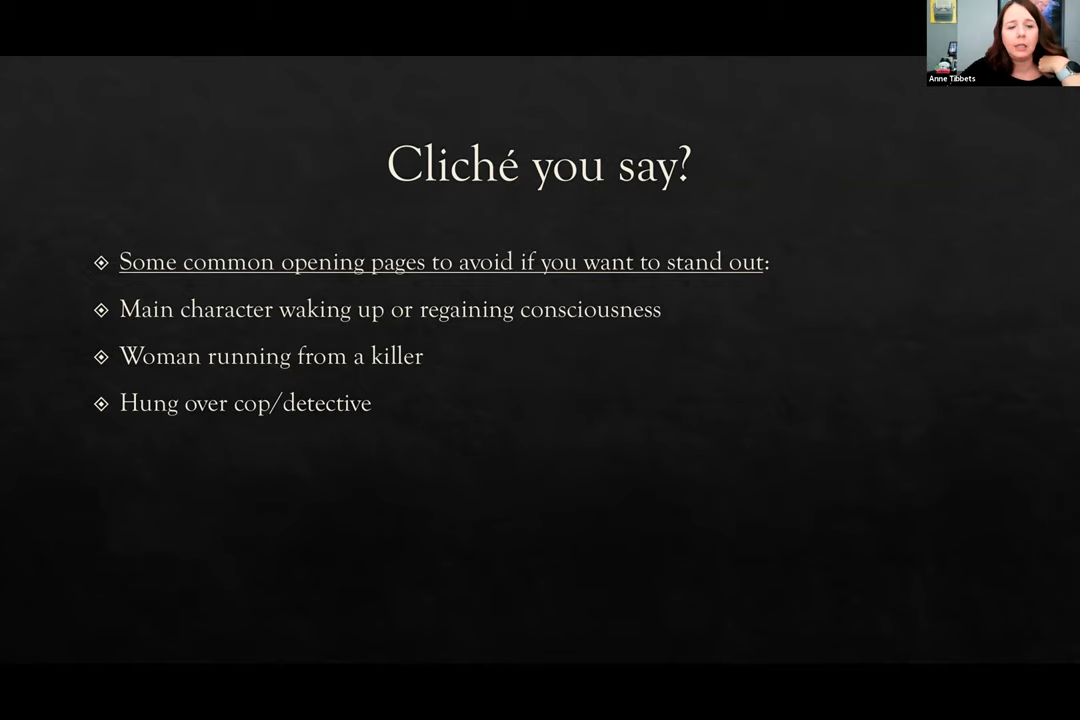 Anne Tibbets
Cliché you say?
Some common opening pages to avoid if you want to stand out:
Main character waking up or regaining consciousness
Woman running from a killer
Hung over cop/detective